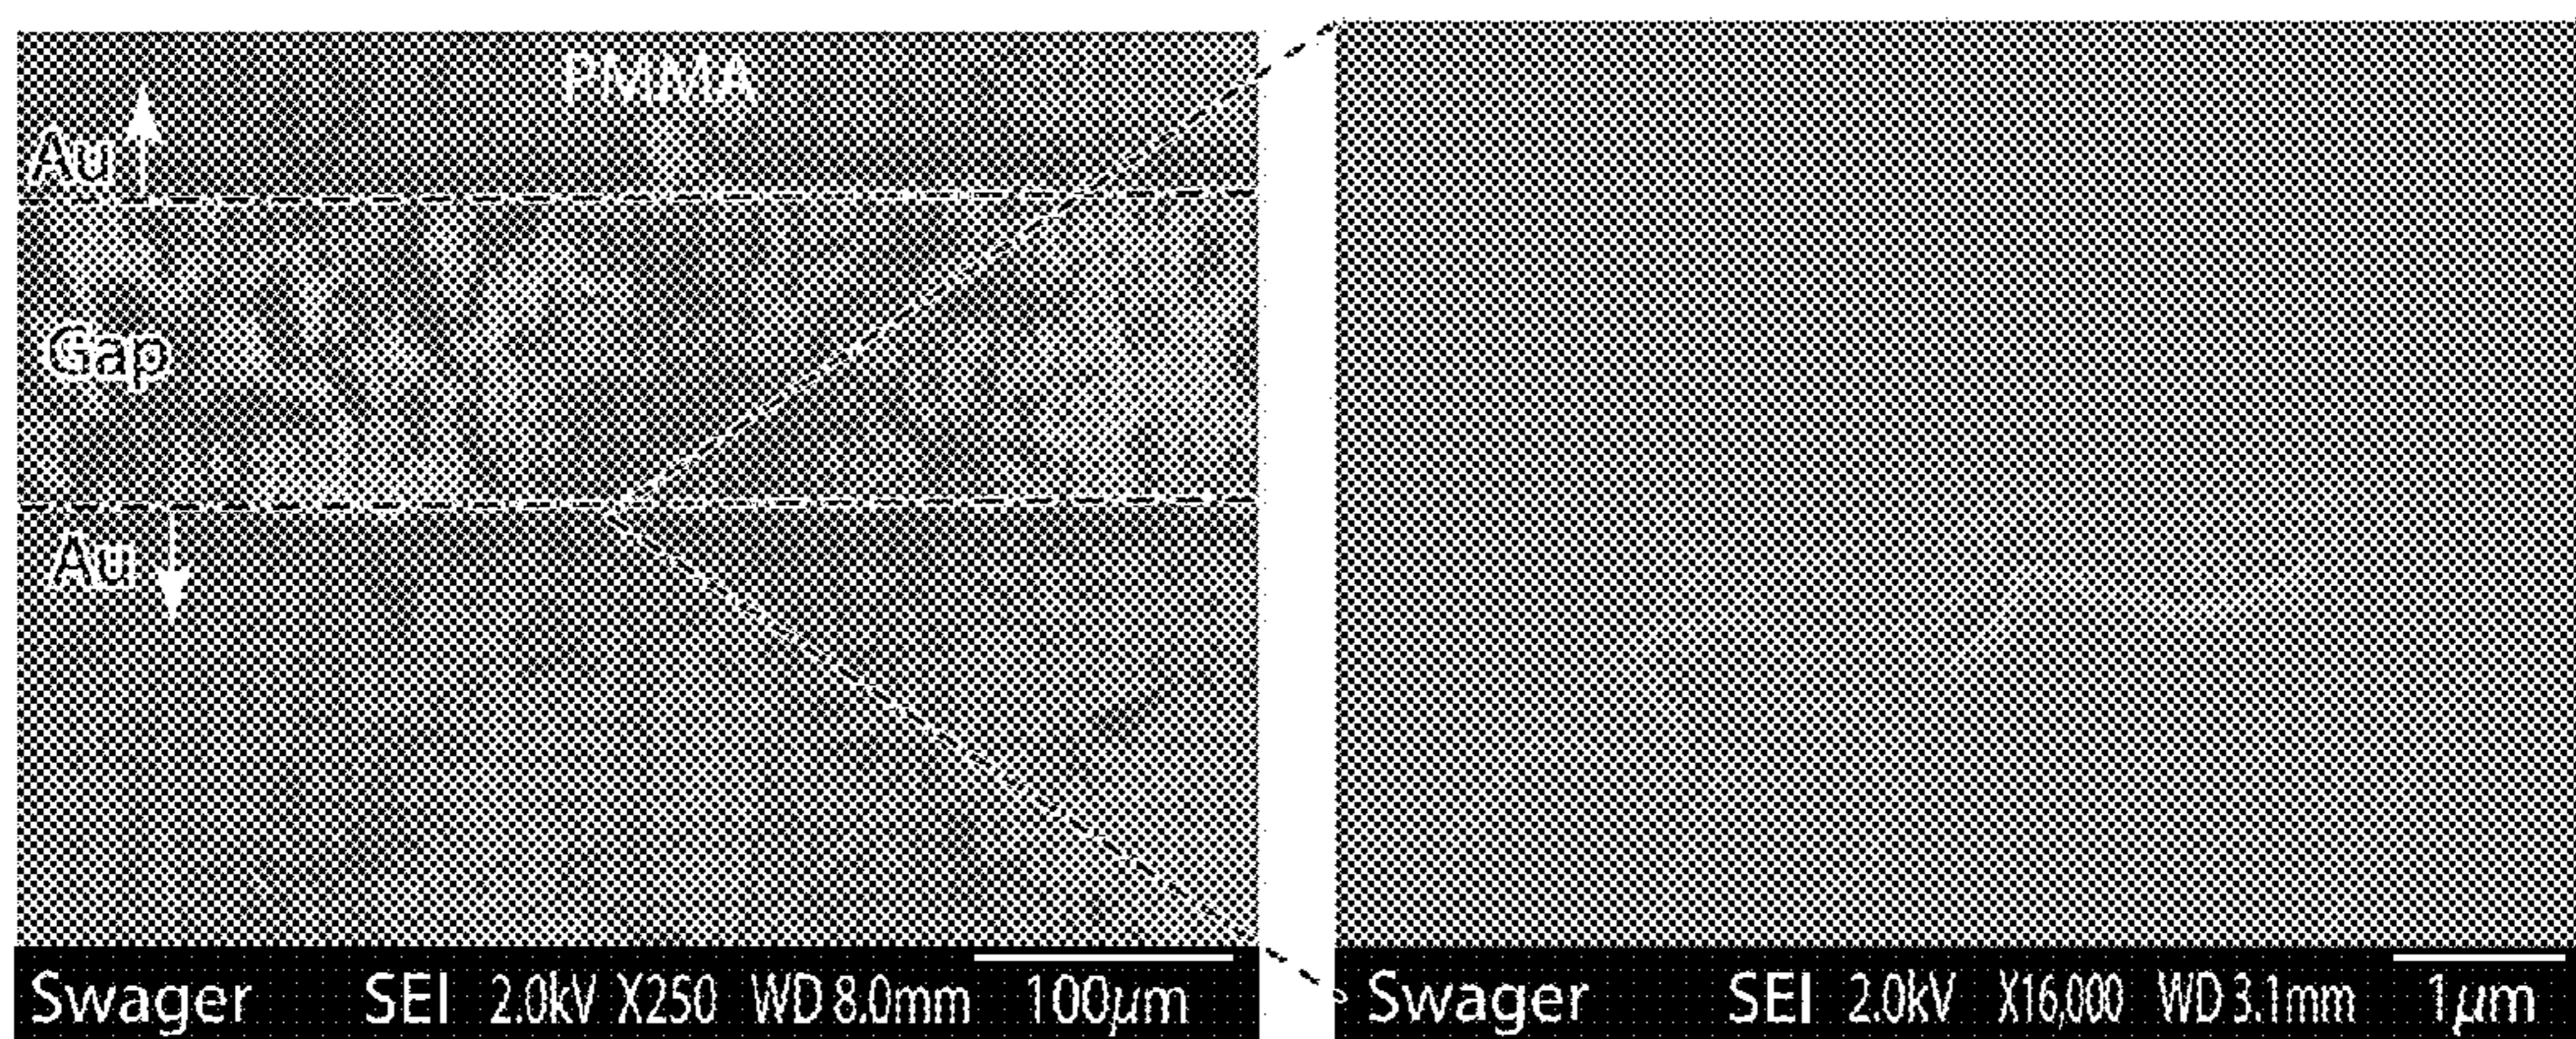 PMMA
Au
Gap
Au
Swager SEI 2.0kV X250 WD 8.0mm 100μm
Swager SEI 2.0kV X16,000 WD 3.1mm 1μm